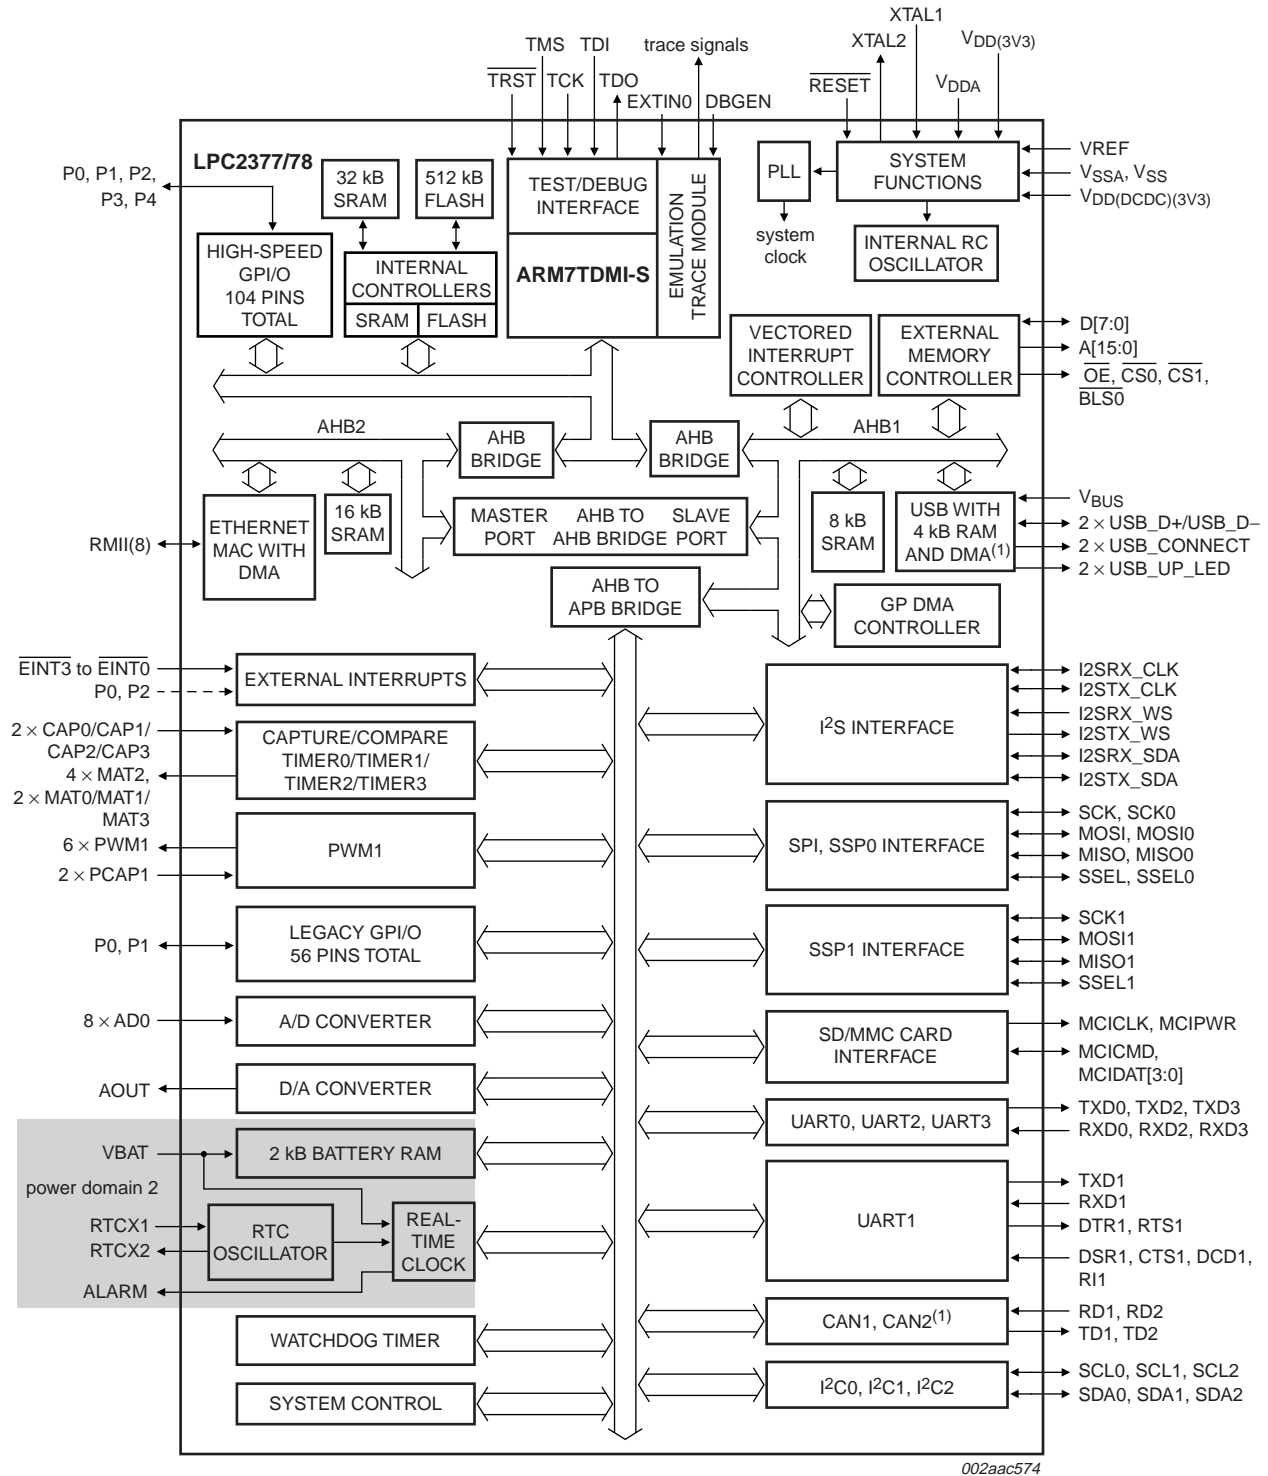 XTAL1
XTAL2
VDD(3V3)
TMS
TDI
trace signals
TRST
TCK
TDO
RESET
VDDA
EXTIN0
DBGEN
LPC2377/78
P0, P1, P2,
P3, P4
32 kB
SRAM
512 kB
FLASH
TEST/DEBUG
INTERFACE
EMULATION
TRACE MODULE
PLL
SYSTEM
FUNCTIONS
VREF
VSSA, VSS
VDD(DCDC)(3V3)
system
clock
INTERNAL RC
OSCILLATOR
HIGH-SPEED
GPI/O
104 PINS
TOTAL
INTERNAL
CONTROLLERS
SRAM
FLASH
ARM7TDMI-S
VECTORED
INTERRUPT
CONTROLLER
EXTERNAL
MEMORY
CONTROLLER
D[7:0]
A[15:0]
OE, CS0, CS1,
BLS0
AHB2
AHB
BRIDGE
AHB
BRIDGE
AHB1
ETHERNET
MAC WITH
DMA
16 kB
SRAM
MASTER
PORT
AHB TO
AHB BRIDGE
SLAVE
PORT
8 kB
SRAM
USB WITH
4 kB RAM
AND DMA(1)
VBUS
2 × USB_D+/USB_D−
2 × USB_CONNECT
2 × USB_UP_LED
RMII(8)
AHB TO
APB BRIDGE
GP DMA
CONTROLLER
EINT3 to EINT0
P0, P2
EXTERNAL INTERRUPTS
2 × CAP0/CAP1/
CAP2/CAP3
4 × MAT2,
2 × MAT0/MAT1/
MAT3
CAPTURE/COMPARE
TIMER0/TIMER1/
TIMER2/TIMER3
6 × PWM1
2 × PCAP1
PWM1
P0, P1
LEGACY GPI/O
56 PINS TOTAL
8 × AD0
A/D CONVERTER
AOUT
D/A CONVERTER
VBAT
2 kB BATTERY RAM
power domain 2
RTCX1
RTCX2
RTC
OSCILLATOR
REAL-
TIME
CLOCK
ALARM
WATCHDOG TIMER
SYSTEM CONTROL
I2S INTERFACE
I2SRX_CLK
I2STX_CLK
I2SRX_WS
I2STX_WS
I2SRX_SDA
I2STX_SDA
SPI, SSP0 INTERFACE
SCK, SCK0
MOSI, MOSI0
MISO, MISO0
SSEL, SSEL0
SSP1 INTERFACE
SCK1
MOSI1
MISO1
SSEL1
SD/MMC CARD
INTERFACE
MCICLK, MCIPWR
MCICMD,
MCIDAT[3:0]
UART0, UART2, UART3
TXD0, TXD2, TXD3
RXD0, RXD2, RXD3
UART1
TXD1
RXD1
DTR1, RTS1
DSR1, CTS1, DCD1,
RI1
CAN1, CAN2(1)
RD1, RD2
TD1, TD2
I2C0, I2C1, I2C2
SCL0, SCL1, SCL2
SDA0, SDA1, SDA2
002aac574